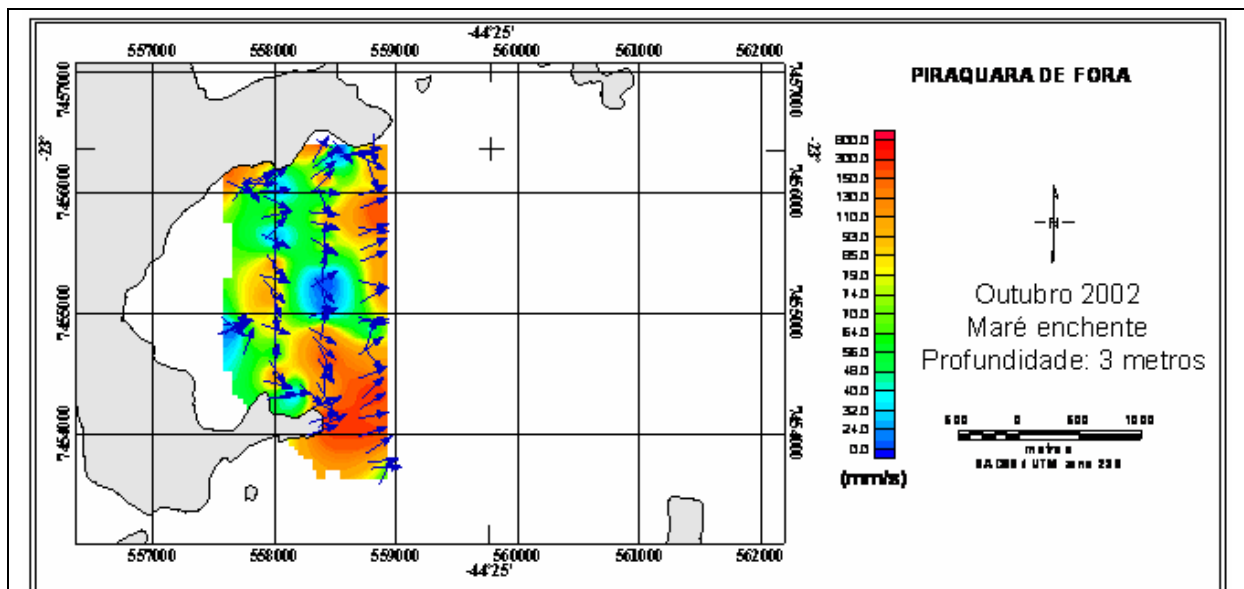 -44°25'
557000 558000 559000 560000 561000 562000
7457000 7457000
-23° -23°
7456000 7456000
7455000 7455000
7454000 7454000
557000 558000 559000 560000 561000 562000
-44°25'
PIRAQUARA DE FORA
300.0
150.0
130.0
110.0
93.0
85.0
79.0
74.0
70.0
64.0
56.0
48.0
40.0
32.0
24.0
0.0
(mm/s)
N
Outubro 2002
Maré enchente
Profundidade: 3 metros
500 0 500 1000
metros
UTM zone